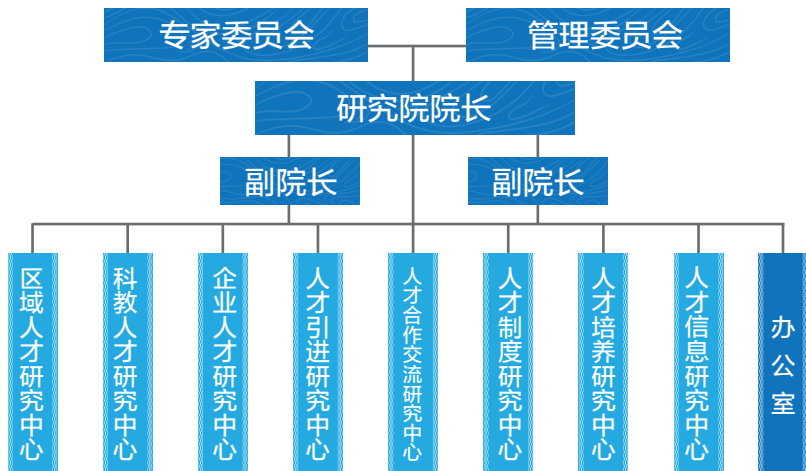 专家委员会
管理委员会
研究院院长
副院长
副院长
区域人才研究中心
科教人才研究中心
企业人才研究中心
人才引进研究中心
人才合作交流研究中心
人才制度研究中心
人才培养研究中心
人才信息研究中心
办公室